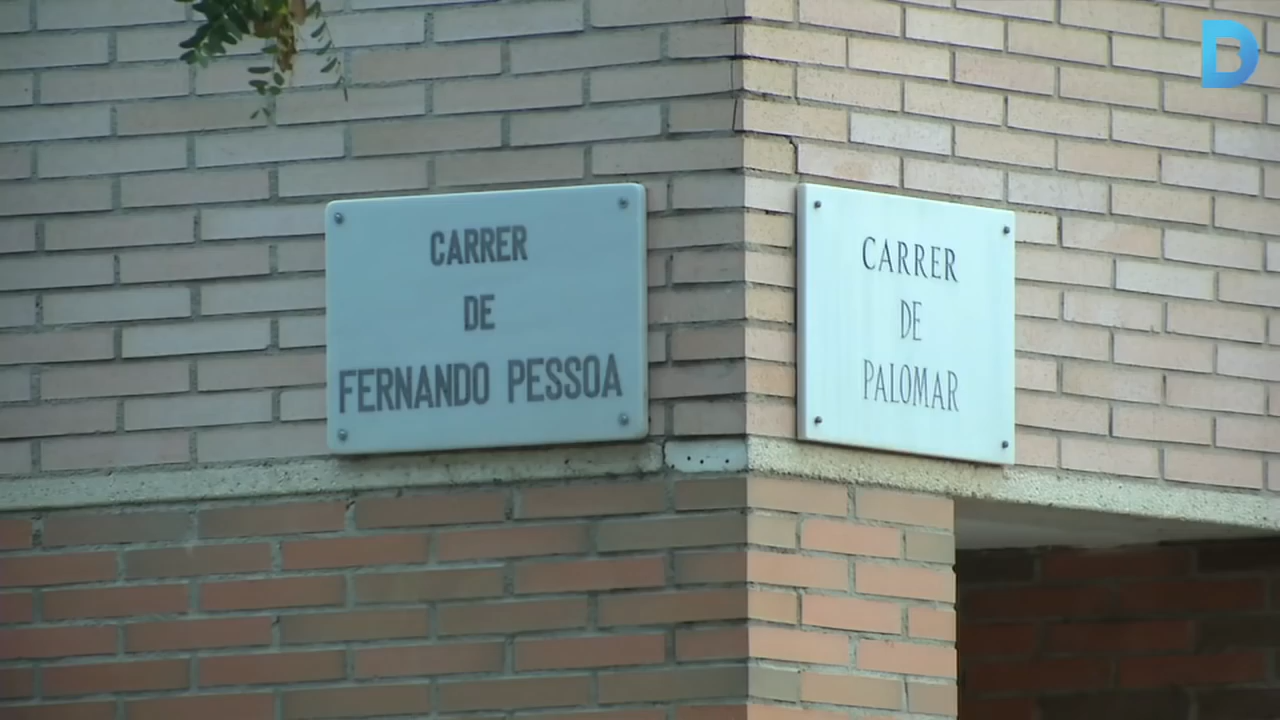 D
CARRER
DE
FERNANDO PESSOA
CARRER
DE
PALOMAR